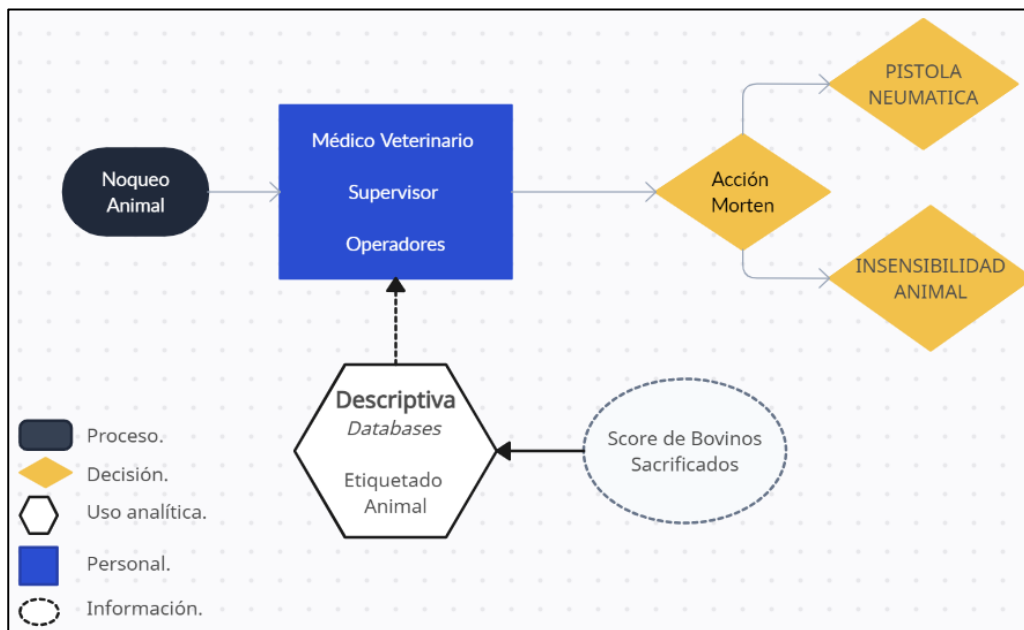 PISTOLA
NEUMATICA
Noqueo
Animal
Médico Veterinario
Supervisor
Operadores
Acción
Morten
INSENSIBILIDAD
ANIMAL
Descriptiva
Databases
Etiquetado
Animal
Score de Bovinos
Sacrificados
Proceso.
Decisión.
Uso analítica.
Personal.
Información.